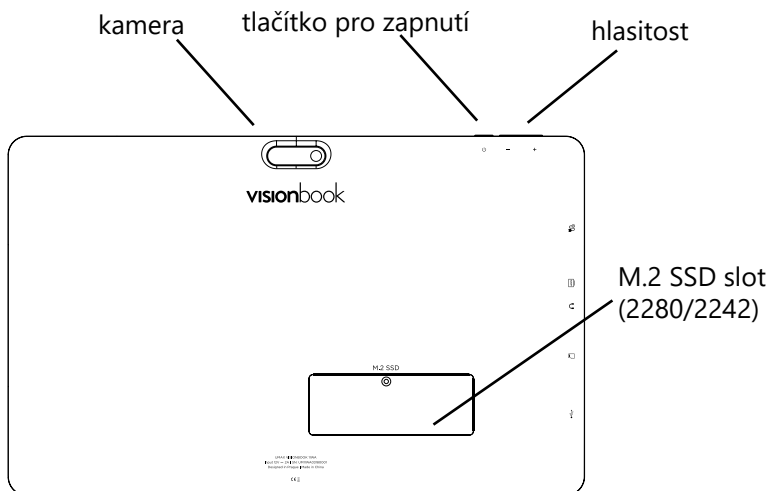 kamera
tlačítko pro zapnutí
hlasitost
visionbook
M.2 SSD slot
(2280/2242)
M.2 SSD